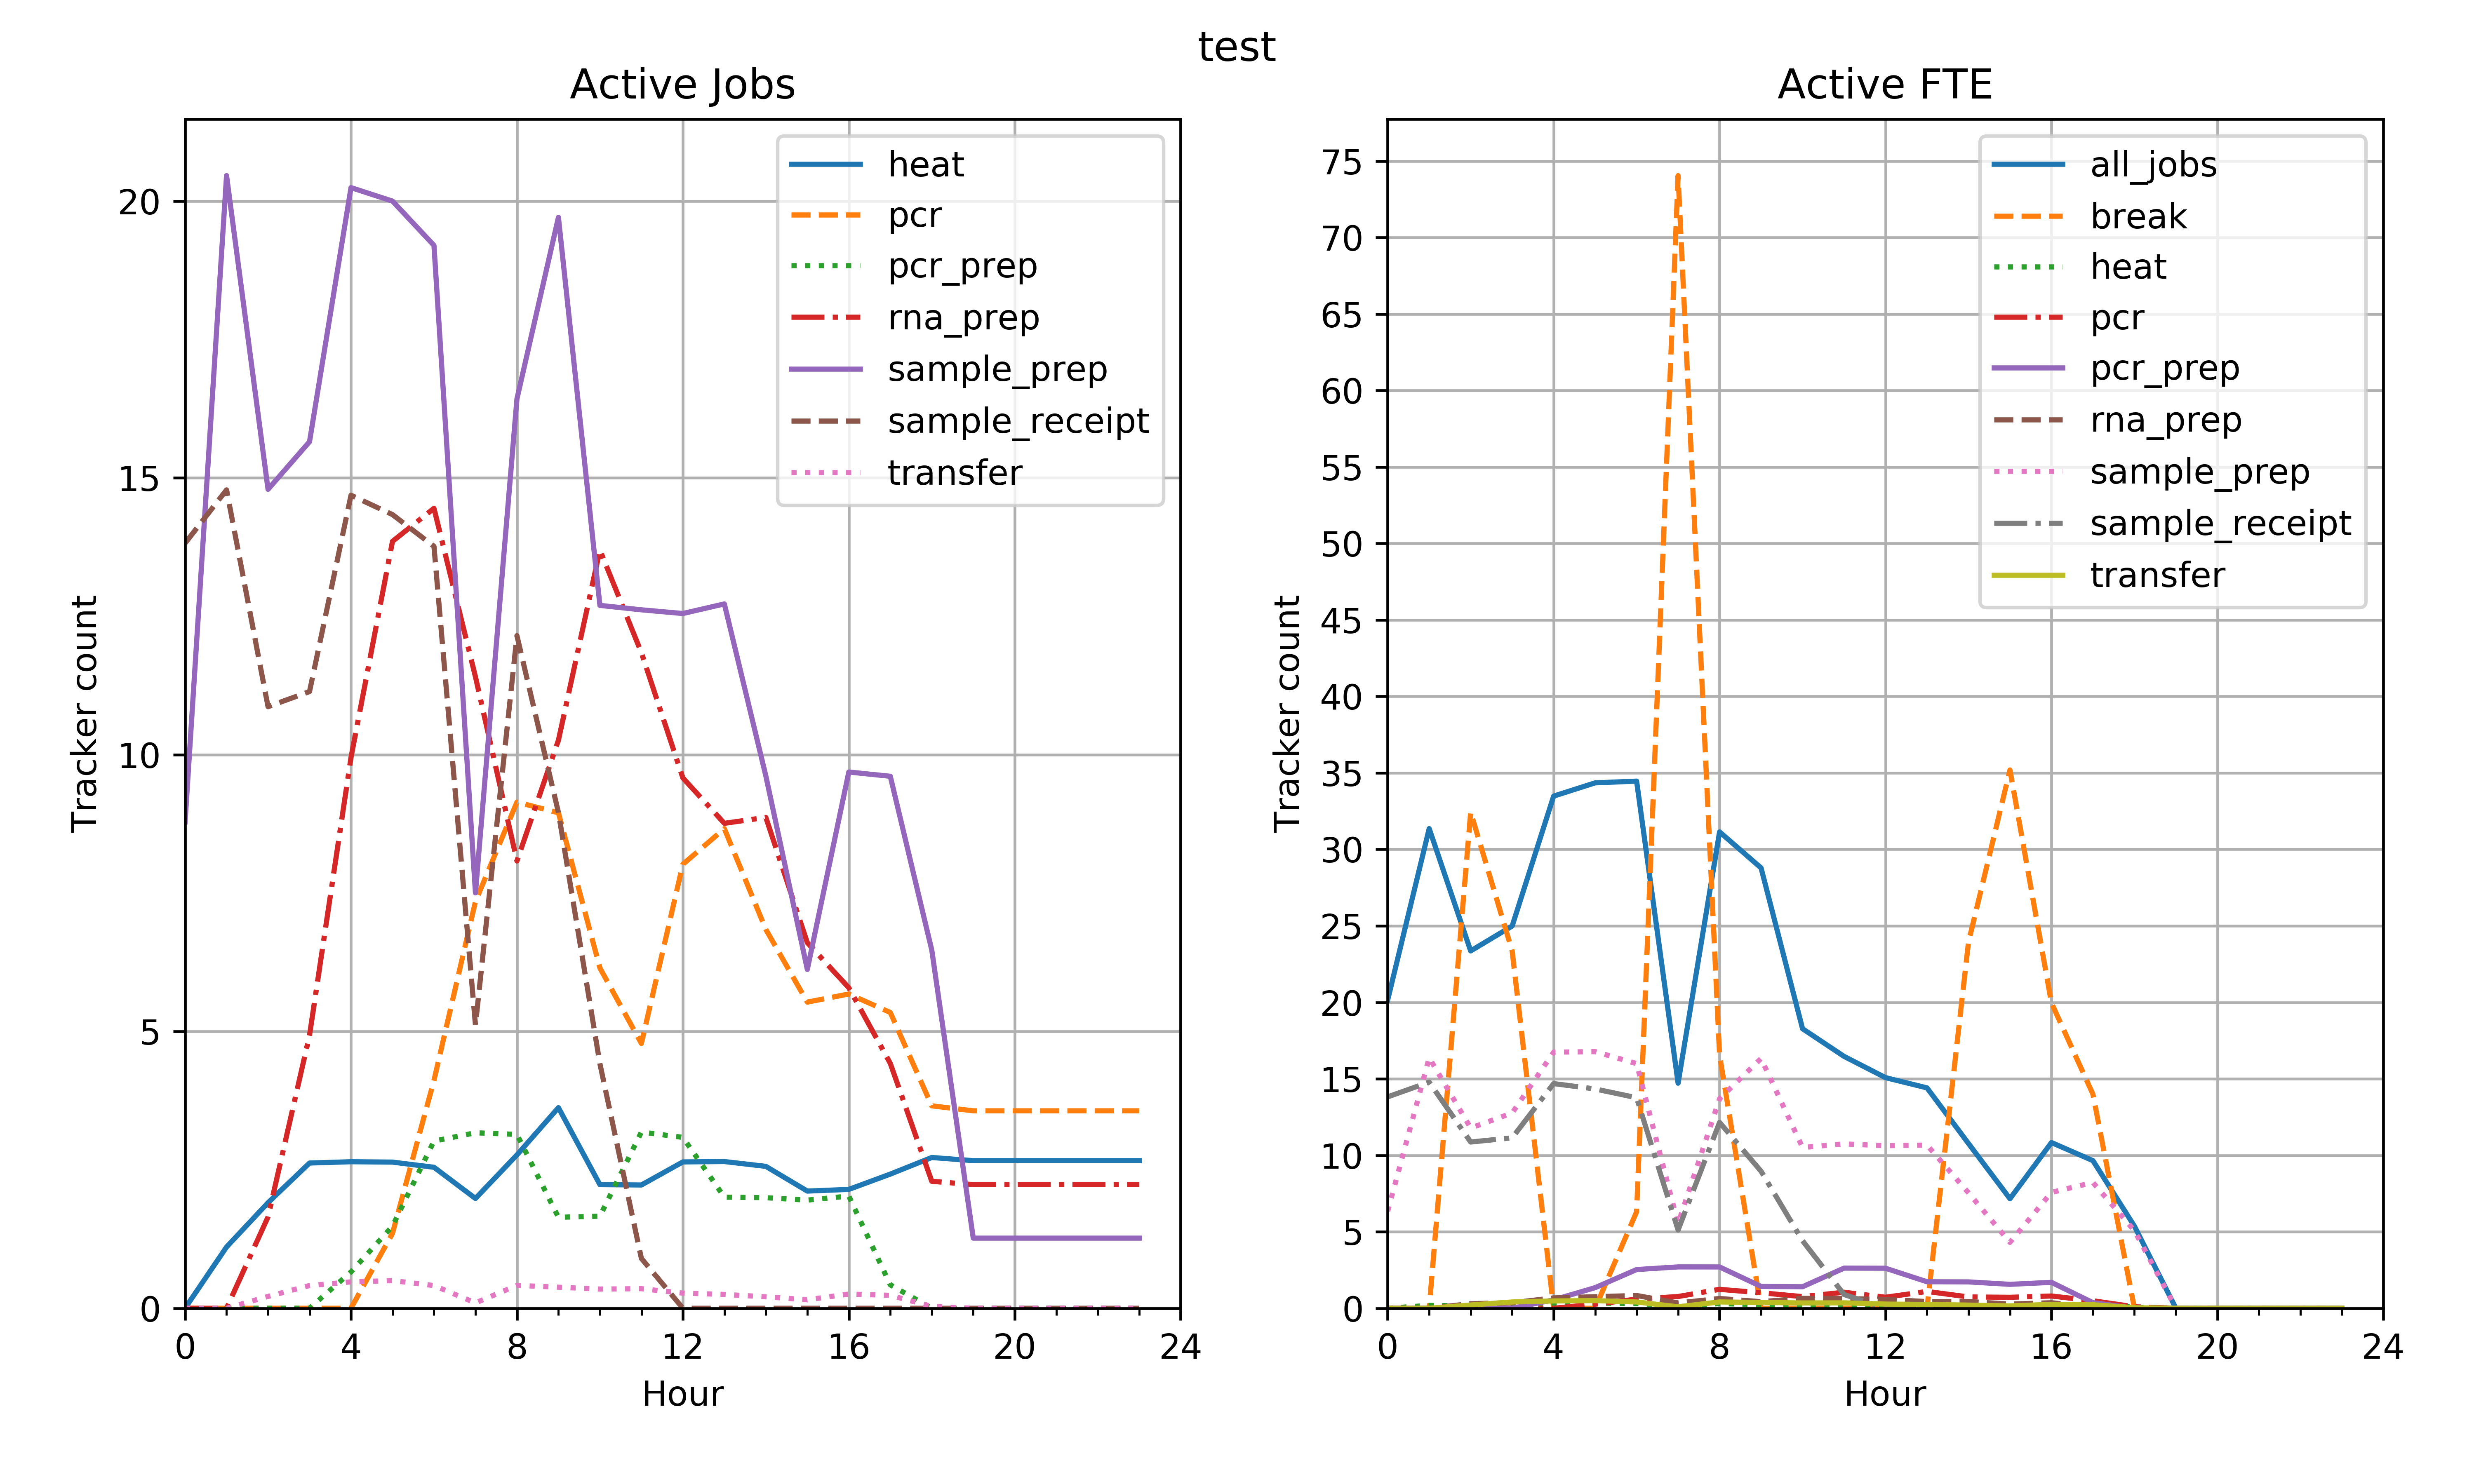 test
Active Jobs
Tracker count
20
15
10
5
0
0 4 8 12 16 20 24
Hour
heat
pcr
pcr_prep
rna_prep
sample_prep
sample_receipt
transfer
Active FTE
Tracker count
75
70
65
60
55
50
45
40
35
30
25
20
15
10
5
0
0 4 8 12 16 20 24
Hour
all_jobs
break
heat
pcr
pcr_prep
rna_prep
sample_prep
sample_receipt
transfer